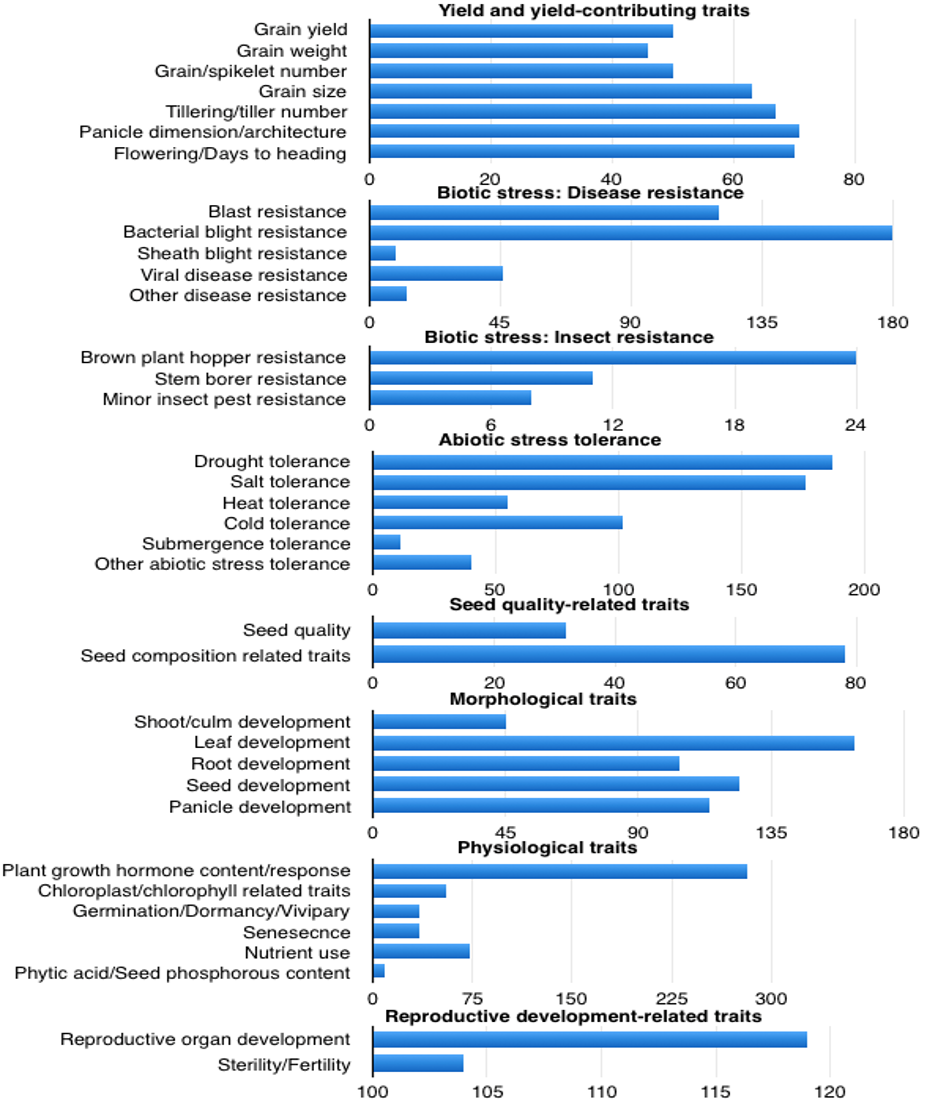 Yield and yield-contributing traits
Grain yield
Grain weight
Grain/spikelet number
Grain size
Tillering/tiller number
Panicle dimension/architecture
Flowering/Days to heading
0 20 40 60 80
Biotic stress: Disease resistance
Blast resistance
Bacterial blight resistance
Sheath blight resistance
Viral disease resistance
Other disease resistance
0 45 90 135 180
Biotic stress: Insect resistance
Brown plant hopper resistance
Stem borer resistance
Minor insect pest resistance
0 6 12 18 24
Abiotic stress tolerance
Drought tolerance
Salt tolerance
Heat tolerance
Cold tolerance
Submergence tolerance
Other abiotic stress tolerance
0 50 100 150 200
Seed quality-related traits
Seed quality
Seed composition related traits
0 20 40 60 80
Morphological traits
Shoot/culm development
Leaf development
Root development
Seed development
Panicle development
0 45 90 135 180
Physiological traits
Plant growth hormone content/response
Chloroplast/chlorophyll related traits
Germination/Dormancy/Vivipary
Senesecnce
Nutrient use
Phytic acid/Seed phosphorous content
0 75 150 225 300
Reproductive development-related traits
Reproductive organ development
Sterility/Fertility
100 105 110 115 120